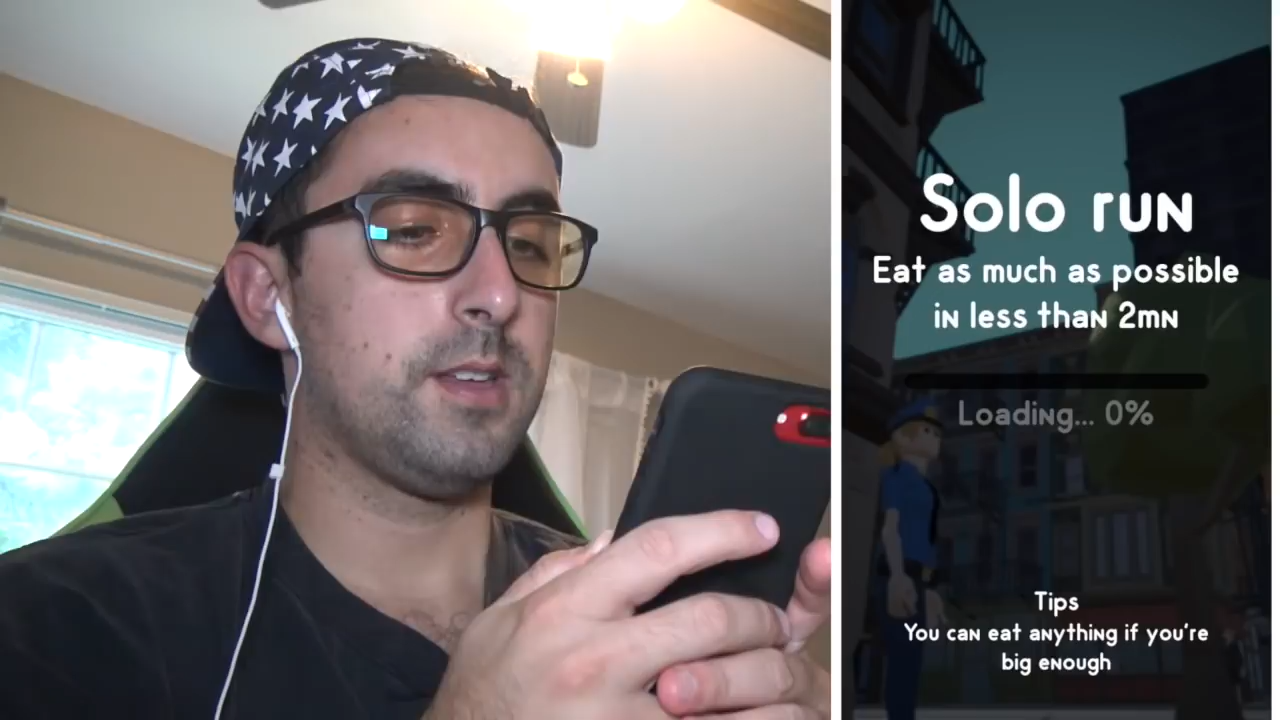 Solo run
Eat as much as possible
in less than 2mn
Loading... 0%
Tips
You can eat anything if you're
big enough